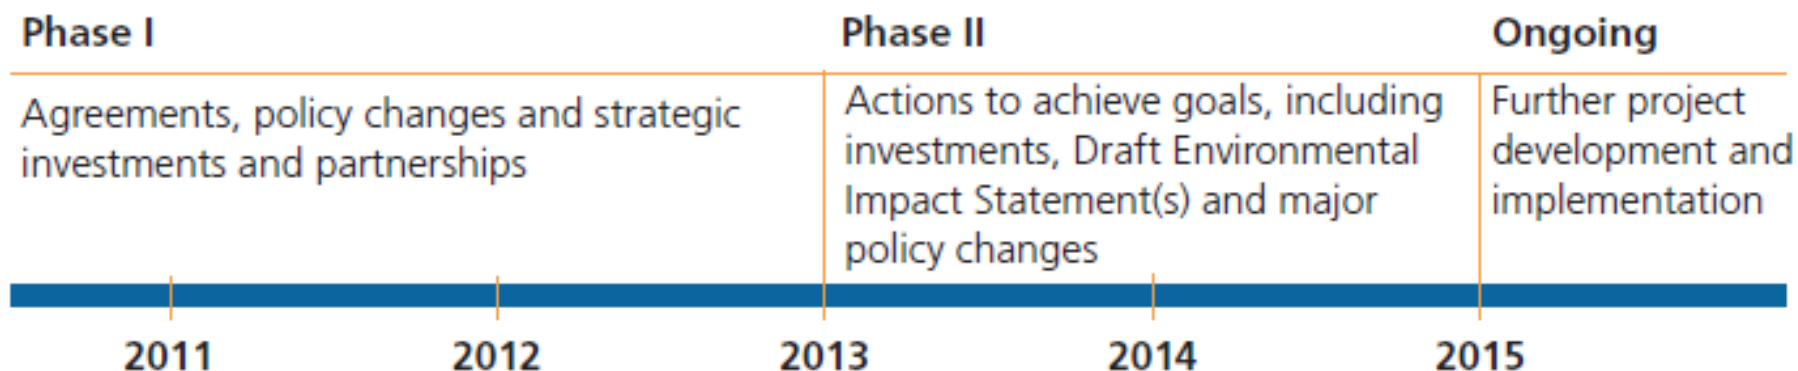 Phase I
Agreements, policy changes and strategic
investments and partnerships
Phase II
Actions to achieve goals, including
investments, Draft Environmental
Impact Statement(s) and major
policy changes
Ongoing
Further project
development and
implementation
2011
2012
2013
2014
2015